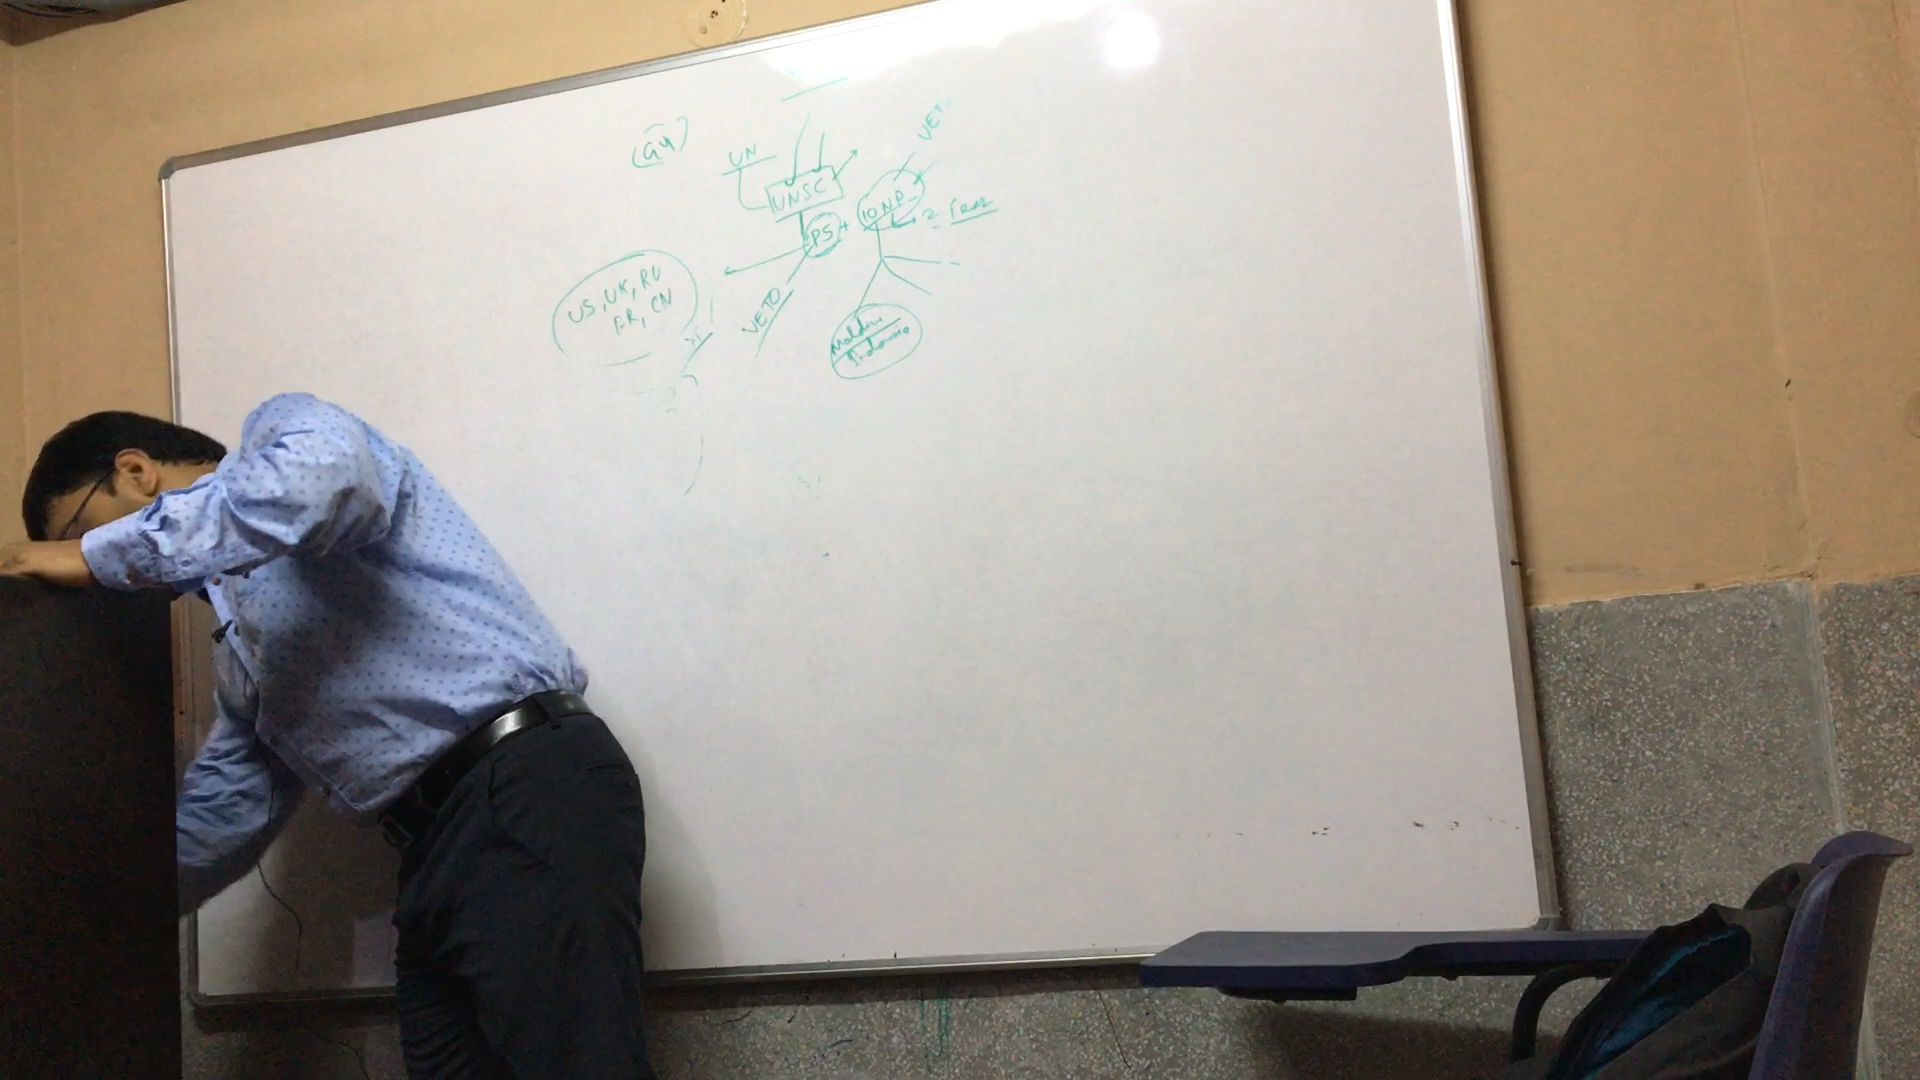 (G4)
UN
UNSC
P5+
10NP
2 Year
VETO
US, UK, RU
FR, CN
VETO
Maldives
Indonesia